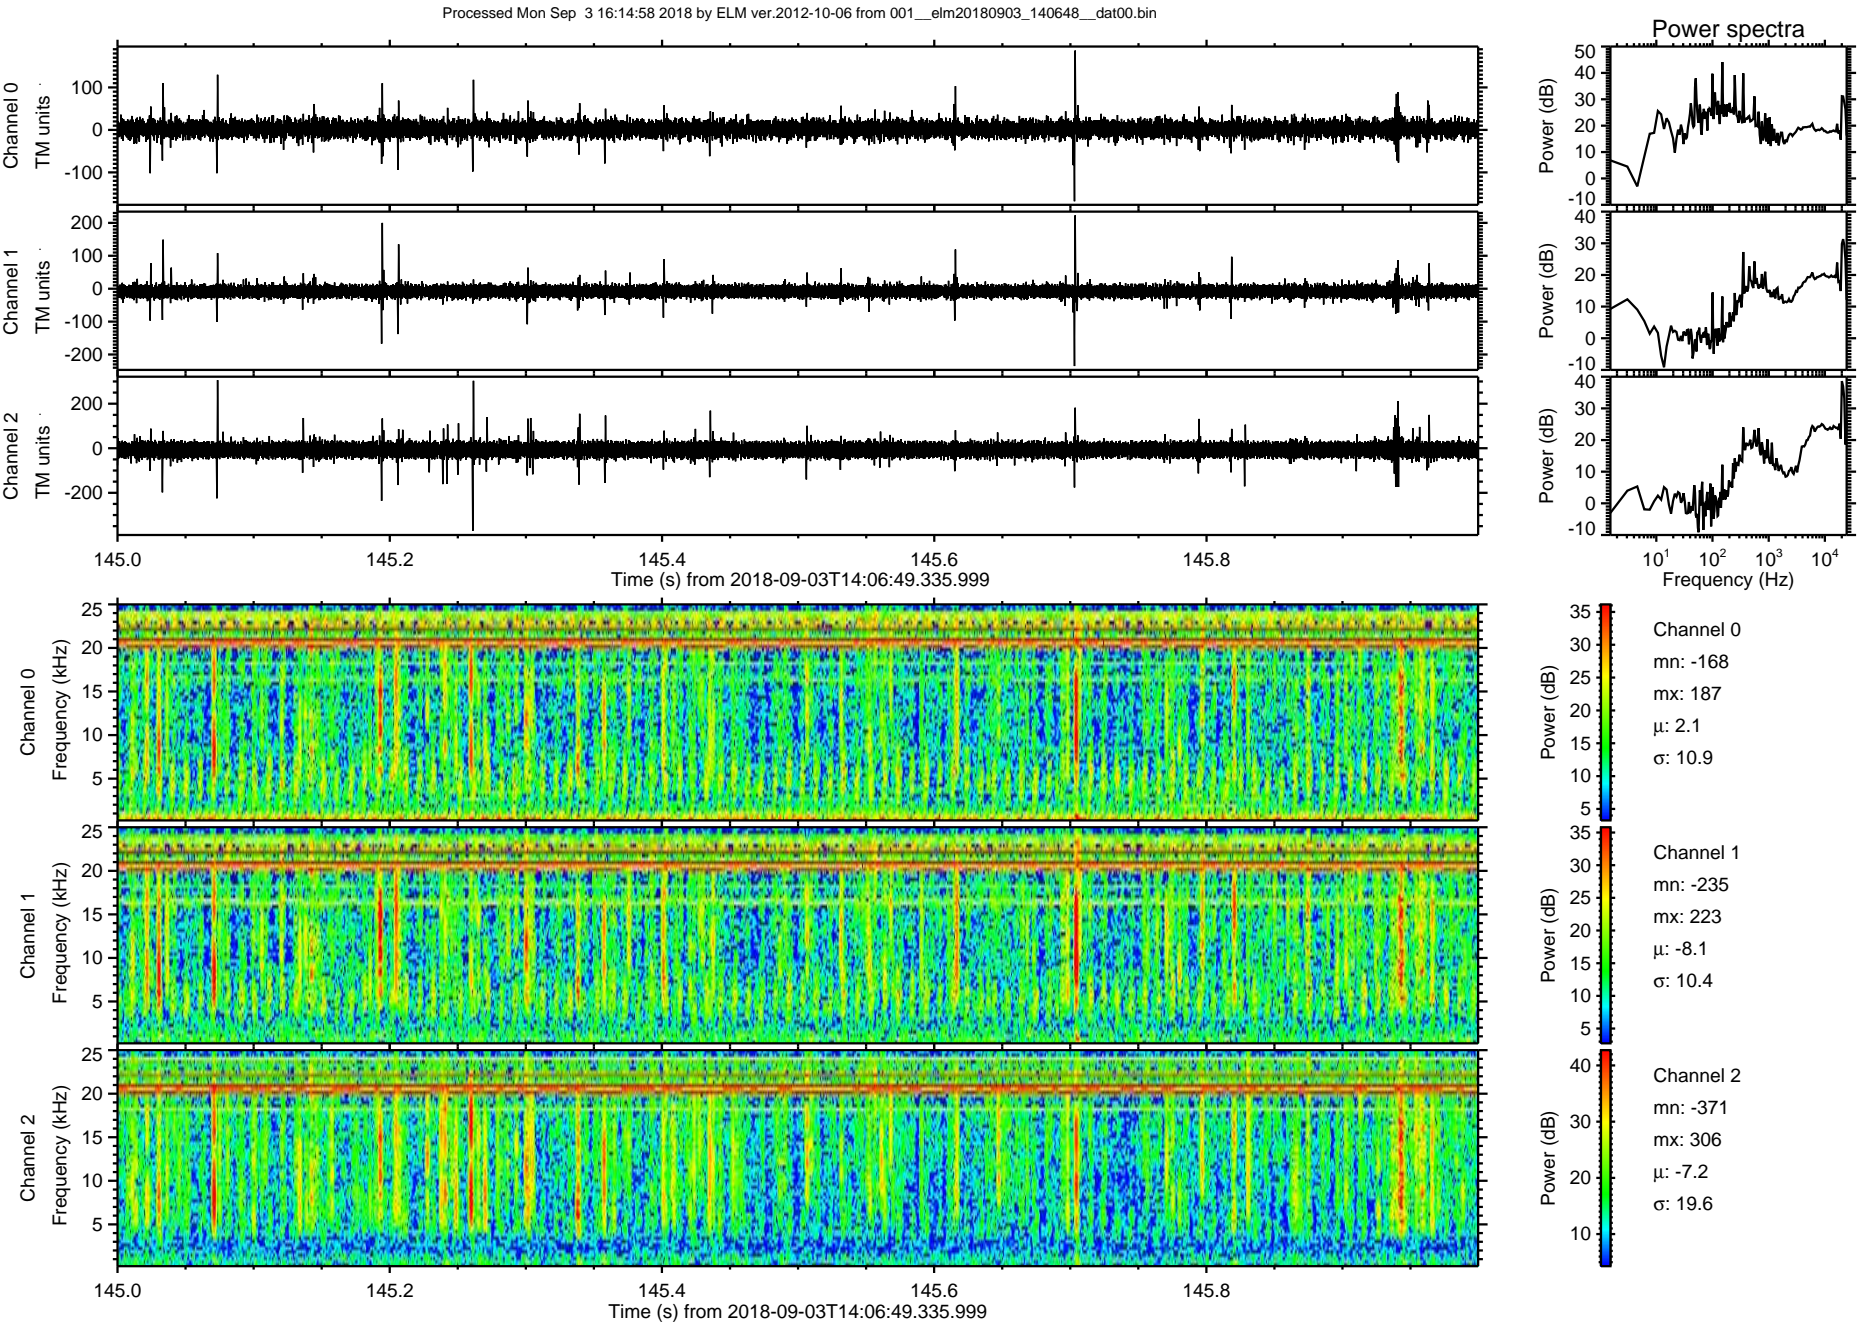 Processed Mon Sep  3 16:14:58 2018 by ELM ver.2012-10-06 from 001__elm20180903_140648__dat00.bin
Power spectra
Channel 0
TM units
100
0
-100
Power (dB)
50
40
30
20
10
0
-10
Channel 1
TM units
200
100
0
-100
-200
Power (dB)
40
30
20
10
0
-10
Channel 2
TM units
200
0
-200
Power (dB)
40
30
20
10
0
-10
145.0 145.2 145.4 145.6 145.8
Time (s) from 2018-09-03T14:06:49.335.999
10¹ 10² 10³ 10⁴
Frequency (Hz)
Channel 0
Frequency (kHz)
25
20
15
10
5
Power (dB)
35
30
25
20
15
10
5
Channel 0
mn: -168
mx: 187
μ: 2.1
σ: 10.9
Channel 1
Frequency (kHz)
25
20
15
10
5
Power (dB)
35
30
25
20
15
10
5
Channel 1
mn: -235
mx: 223
μ: -8.1
σ: 10.4
Channel 2
Frequency (kHz)
25
20
15
10
5
Power (dB)
40
30
20
10
Channel 2
mn: -371
mx: 306
μ: -7.2
σ: 19.6
145.0 145.2 145.4 145.6 145.8
Time (s) from 2018-09-03T14:06:49.335.999